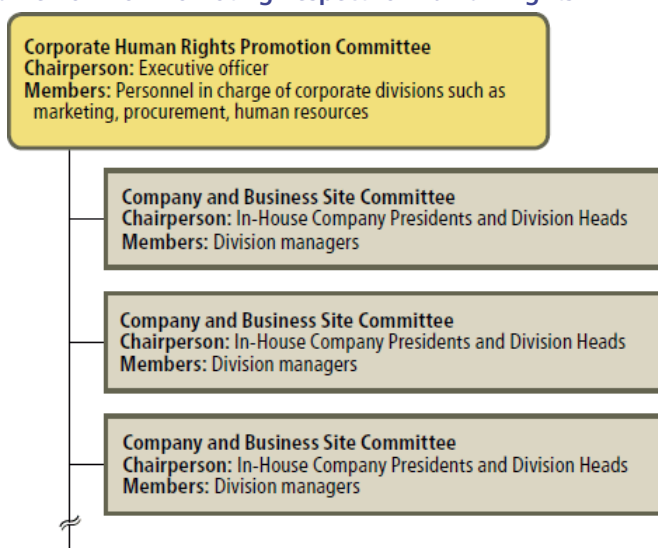 Corporate Human Rights Promotion Committee
Chairperson: Executive officer
Members: Personnel in charge of corporate divisions such as
marketing, procurement, human resources
Company and Business Site Committee
Chairperson: In-House Company Presidents and Division Heads
Members: Division managers
Company and Business Site Committee
Chairperson: In-House Company Presidents and Division Heads
Members: Division managers
Company and Business Site Committee
Chairperson: In-House Company Presidents and Division Heads
Members: Division managers